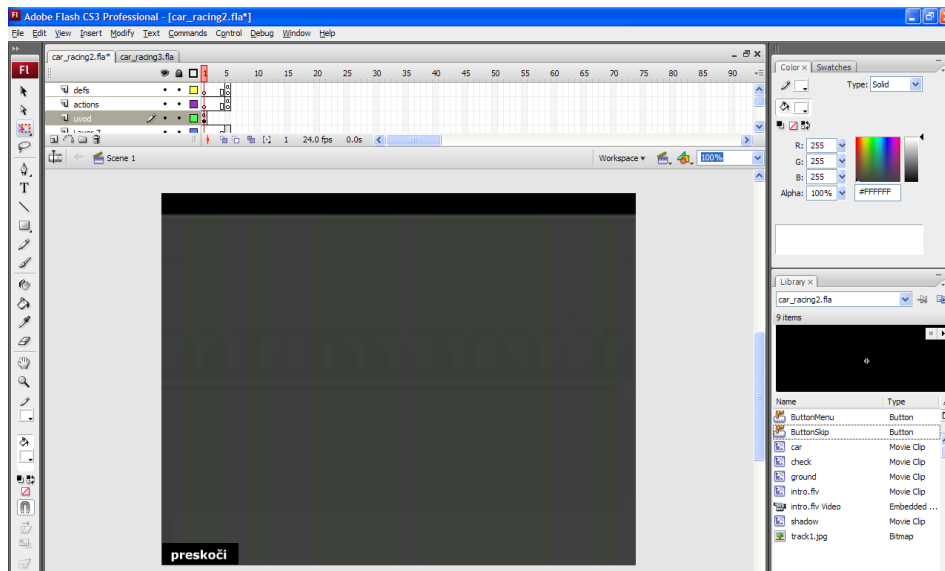 Adobe Flash CS3 Professional - [car_racing2.fla*]
File Edit View Insert Modify Text Commands Control Debug Window Help
car_racing2.fla* car_racing3.fla
1 5 10 15 20 25 30 35 40 45 50 55 60 65 70 75 80 85 90
defs
actions
uvod
Layer 7
1 24.0 fps 0.0s
Scene 1 Workspace 100%
preskoči
Fl
T
Color Swatches
Type: Solid
R: 255
G: 255
B: 255
Alpha: 100% #FFFFFF
Library
car_racing2.fla
9 items
Name Type
ButtonMenu Button
ButtonSkip Button
car Movie Clip
check Movie Clip
ground Movie Clip
intro.flv Movie Clip
intro.flv Video Embedded ...
shadow Movie Clip
track1.jpg Bitmap